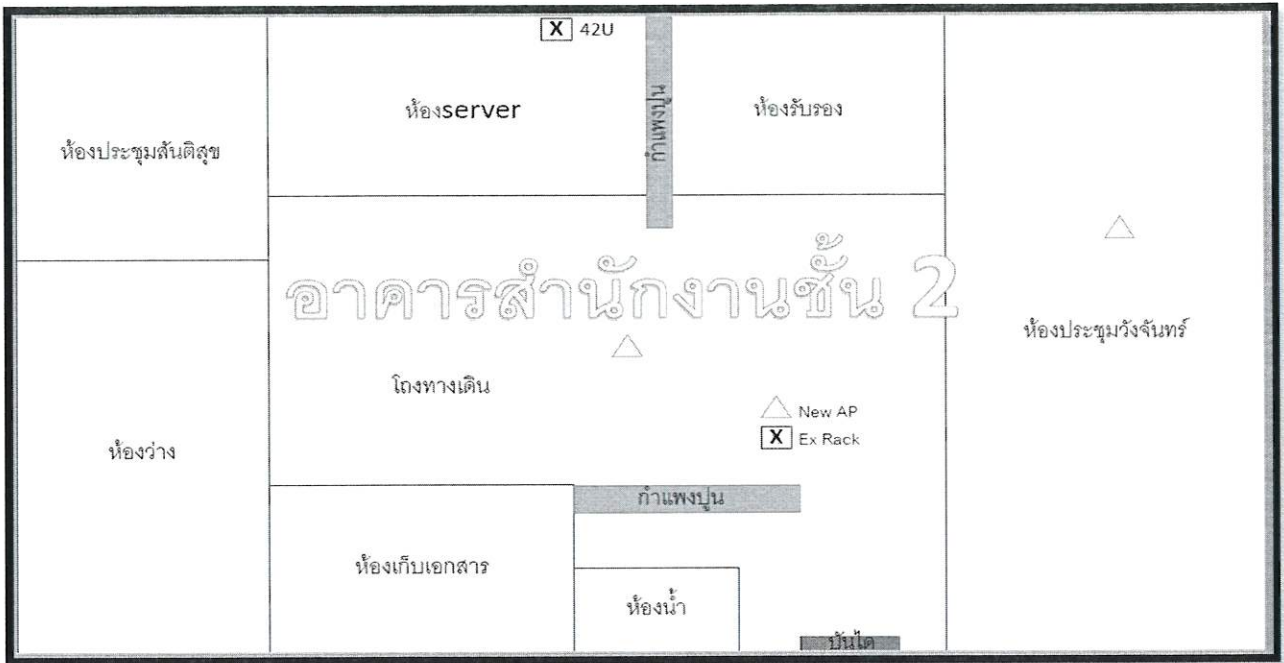 X 42U
ห้องserver
กำแพงปูน
ห้องรับรอง
ห้องประชุมสันติสุข
อาคารสำนักงานชั้น 2
ห้องประชุมวังจันทร์
โถงทางเดิน
New AP
X Ex Rack
ห้องว่าง
กำแพงปูน
ห้องเก็บเอกสาร
ห้องน้ำ
บันได